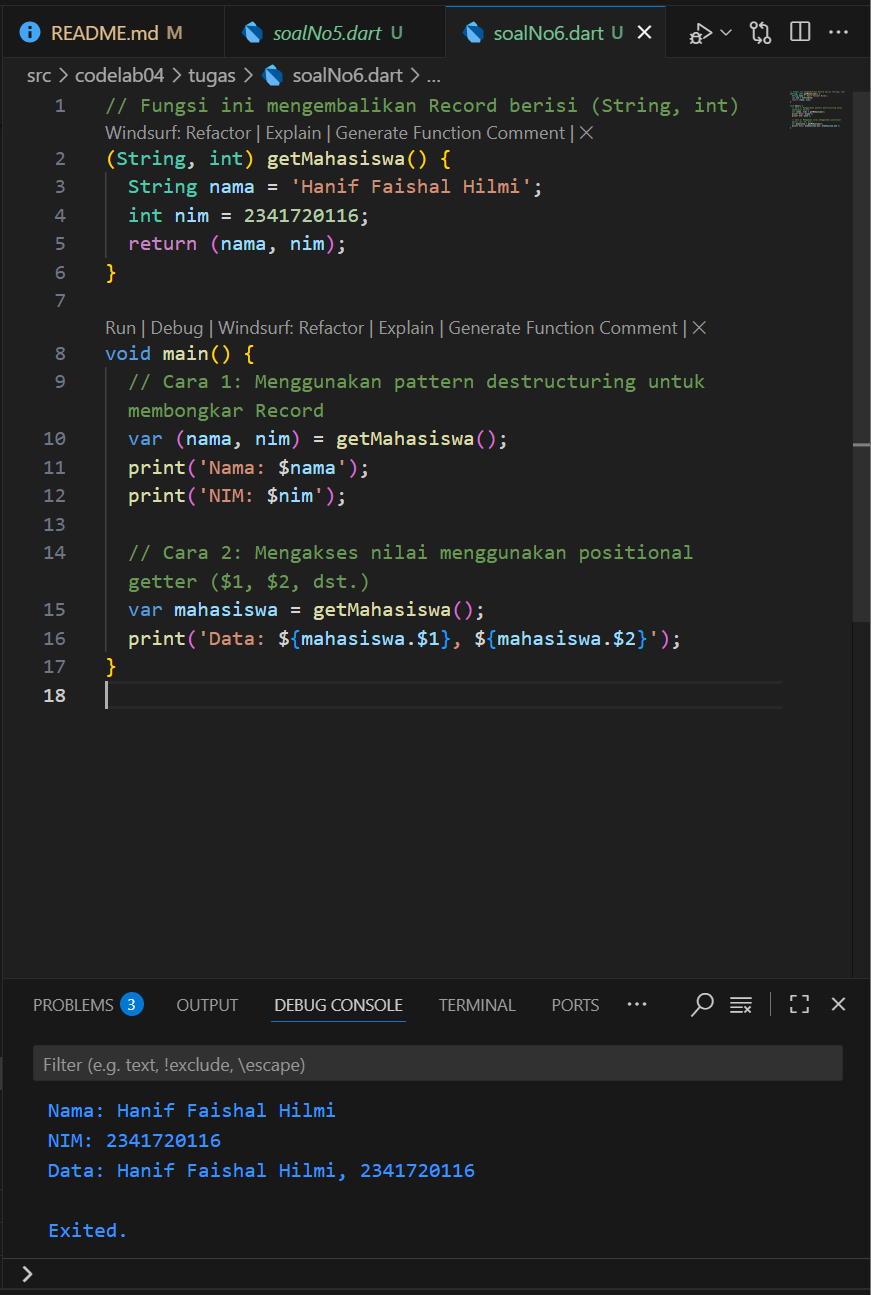 README.md M soalNo5.dart U soalNo6.dart U
src > codelab04 > tugas > soalNo6.dart > ...
1 // Fungsi ini mengembalikan Record berisi (String, int)
Windsurf: Refactor | Explain | Generate Function Comment | ×
2 (String, int) getMahasiswa() {
3 String nama = 'Hanif Faishal Hilmi';
4 int nim = 2341720116;
5 return (nama, nim);
6 }
7
Run | Debug | Windsurf: Refactor | Explain | Generate Function Comment | ×
8 void main() {
9 // Cara 1: Menggunakan pattern destructuring untuk
membongkar Record
10 var (nama, nim) = getMahasiswa();
11 print('Nama: $nama');
12 print('NIM: $nim');
13
14 // Cara 2: Mengakses nilai menggunakan positional
getter ($1, $2, dst.)
15 var mahasiswa = getMahasiswa();
16 print('Data: ${mahasiswa.$1}, ${mahasiswa.$2}');
17 }
18
PROBLEMS 3 OUTPUT DEBUG CONSOLE TERMINAL PORTS ...
Filter (e.g. text, !exclude, \escape)
Nama: Hanif Faishal Hilmi
NIM: 2341720116
Data: Hanif Faishal Hilmi, 2341720116
Exited.
>